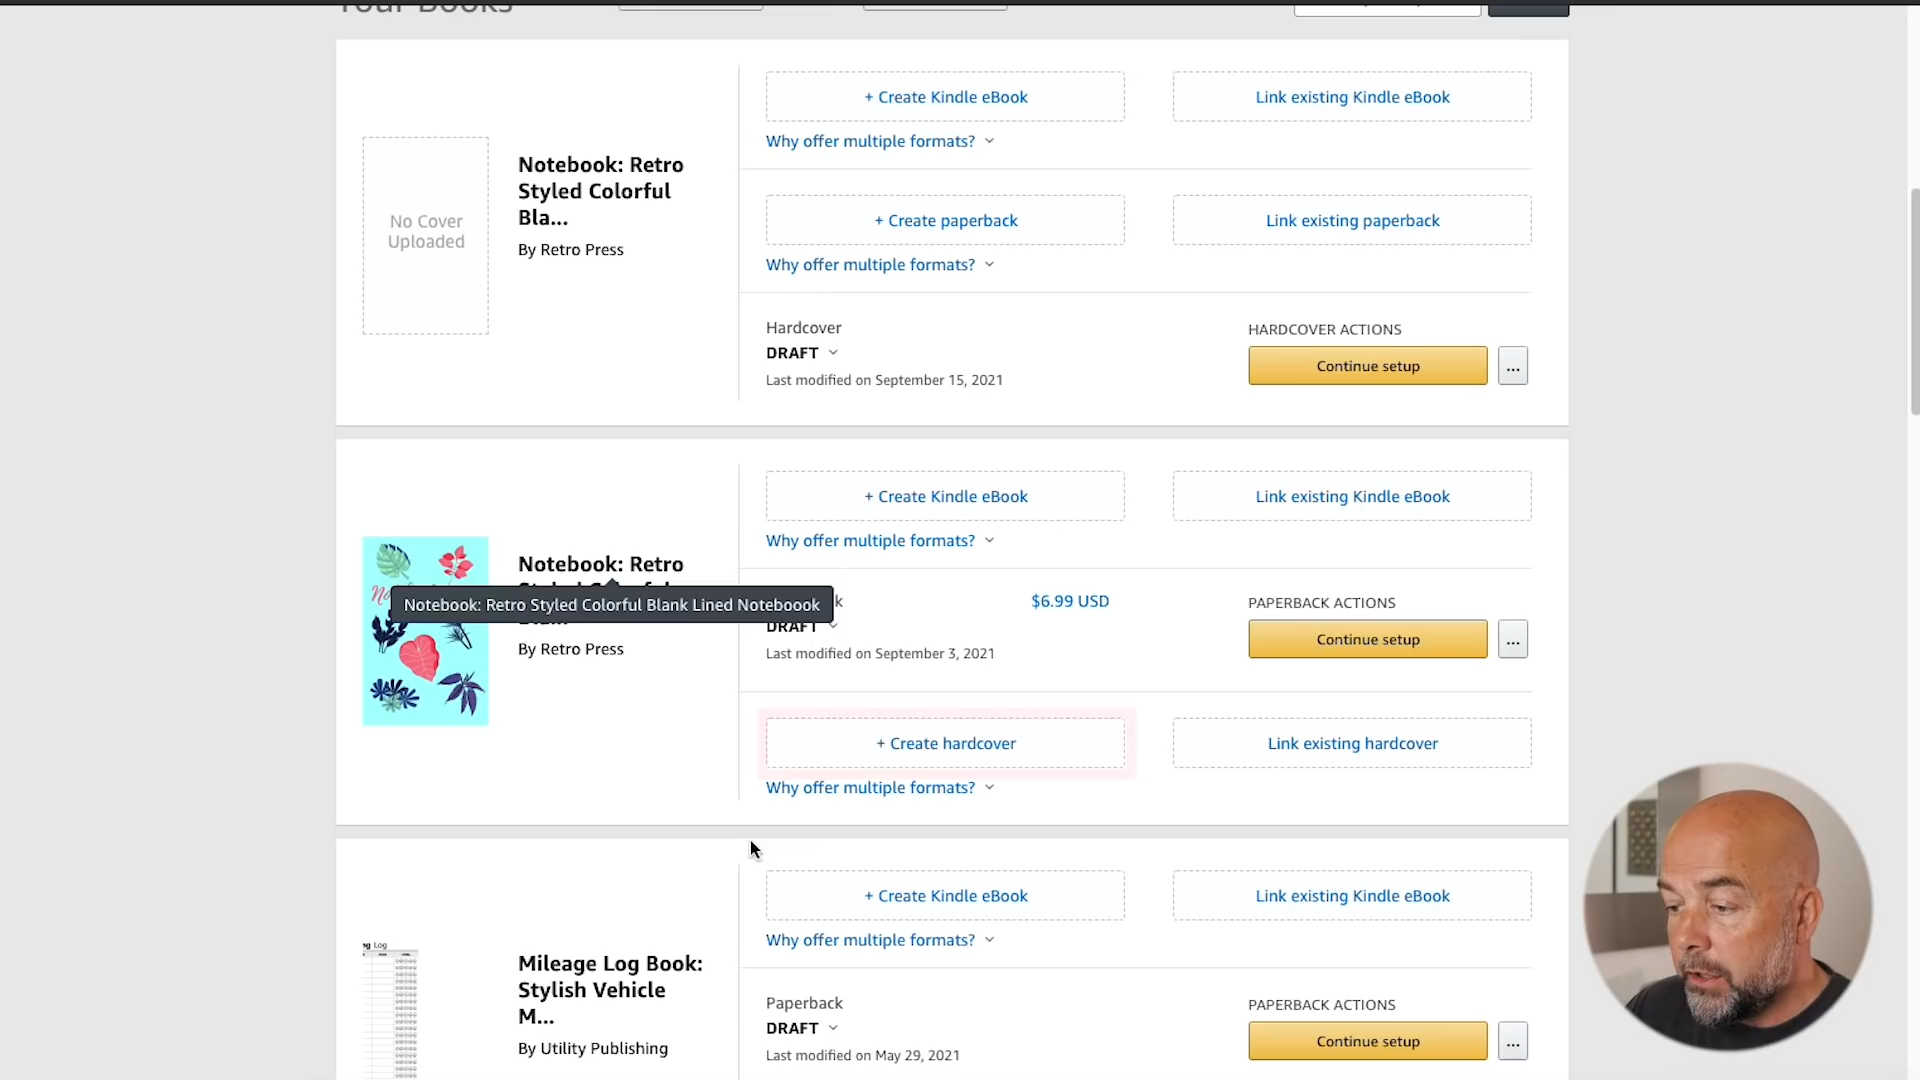 Your Books
+ Create Kindle eBook
Link existing Kindle eBook
Why offer multiple formats?
No Cover
Uploaded
Notebook: Retro
Styled Colorful
Bla...
By Retro Press
+ Create paperback
Link existing paperback
Why offer multiple formats?
Hardcover
DRAFT
Last modified on September 15, 2021
HARDCOVER ACTIONS
Continue setup
...
+ Create Kindle eBook
Link existing Kindle eBook
Why offer multiple formats?
Notebook: Retro
Notebook: Retro Styled Colorful Blank Lined Noteboook
By Retro Press
k
$6.99 USD
DRAFT
Last modified on September 3, 2021
PAPERBACK ACTIONS
Continue setup
...
+ Create hardcover
Link existing hardcover
Why offer multiple formats?
+ Create Kindle eBook
Link existing Kindle eBook
Why offer multiple formats?
Log
Mileage Log Book:
Stylish Vehicle
M...
By Utility Publishing
Paperback
DRAFT
Last modified on May 29, 2021
PAPERBACK ACTIONS
Continue setup
...